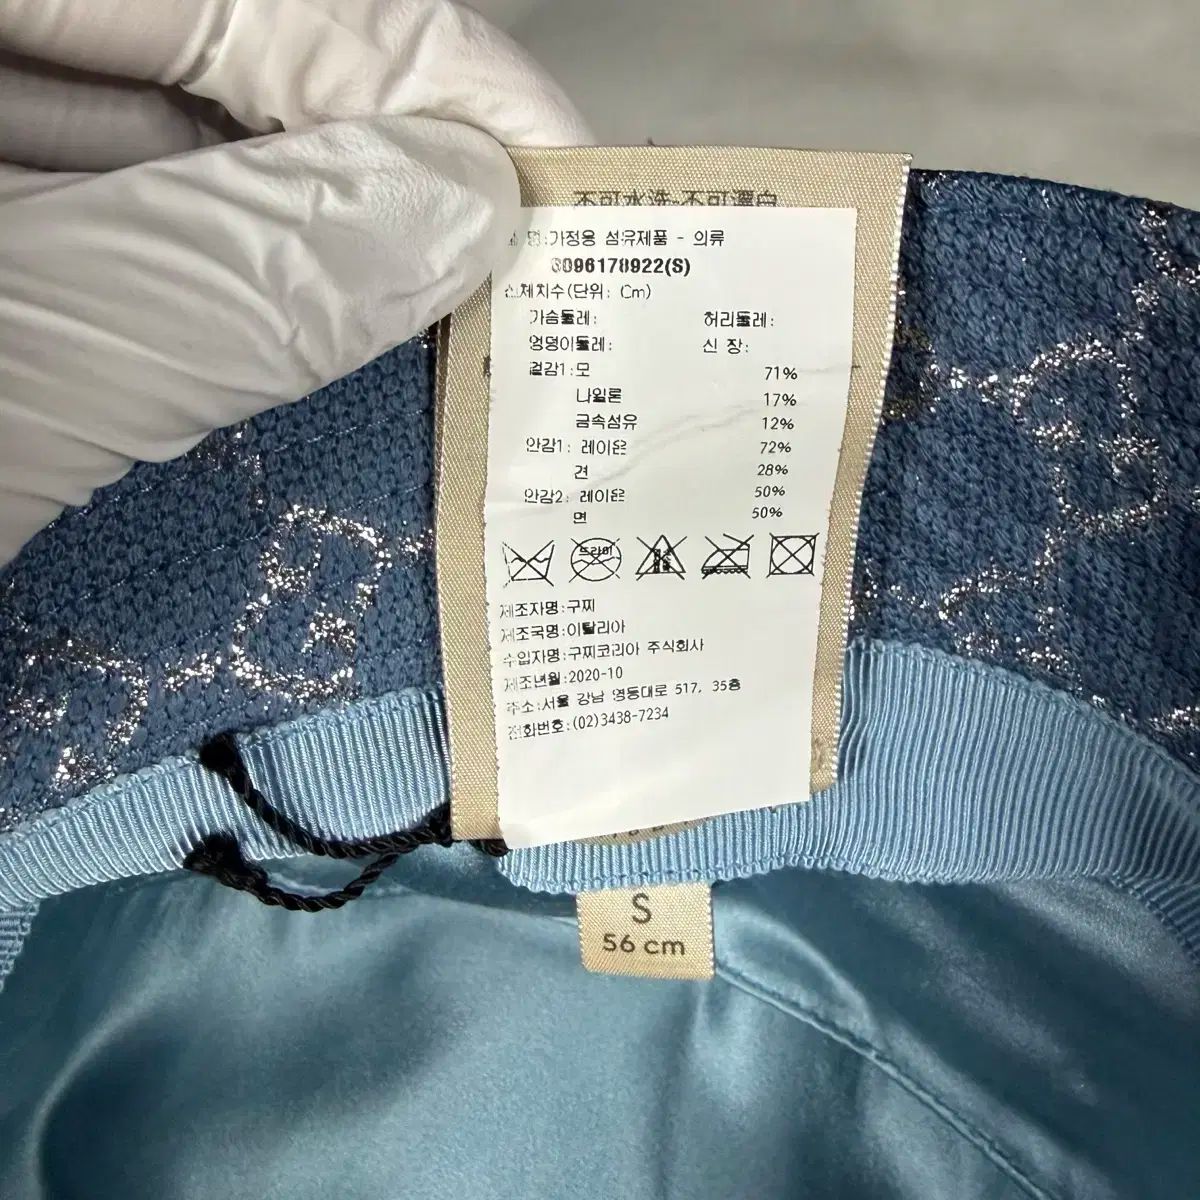 不可水洗-不可漂白
명:가정용 섬유제품 - 의류
6096178922(S)
신체치수(단위: Cm)
가슴둘레: 허리둘레:
엉덩이둘레: 신 장:
겉감1:모 71%
나일론 17%
금속섬유 12%
안감1: 레이온 72%
견 28%
안감2: 레이온 50%
면 50%
드라이
제조자명:구찌
제조국명:이탈리아
수입자명:구찌코리아 주식회사
제조년월:2020-10
주소:서울 강남 영동대로 517, 35층
전화번호:(02)3438-7234
S
56 cm